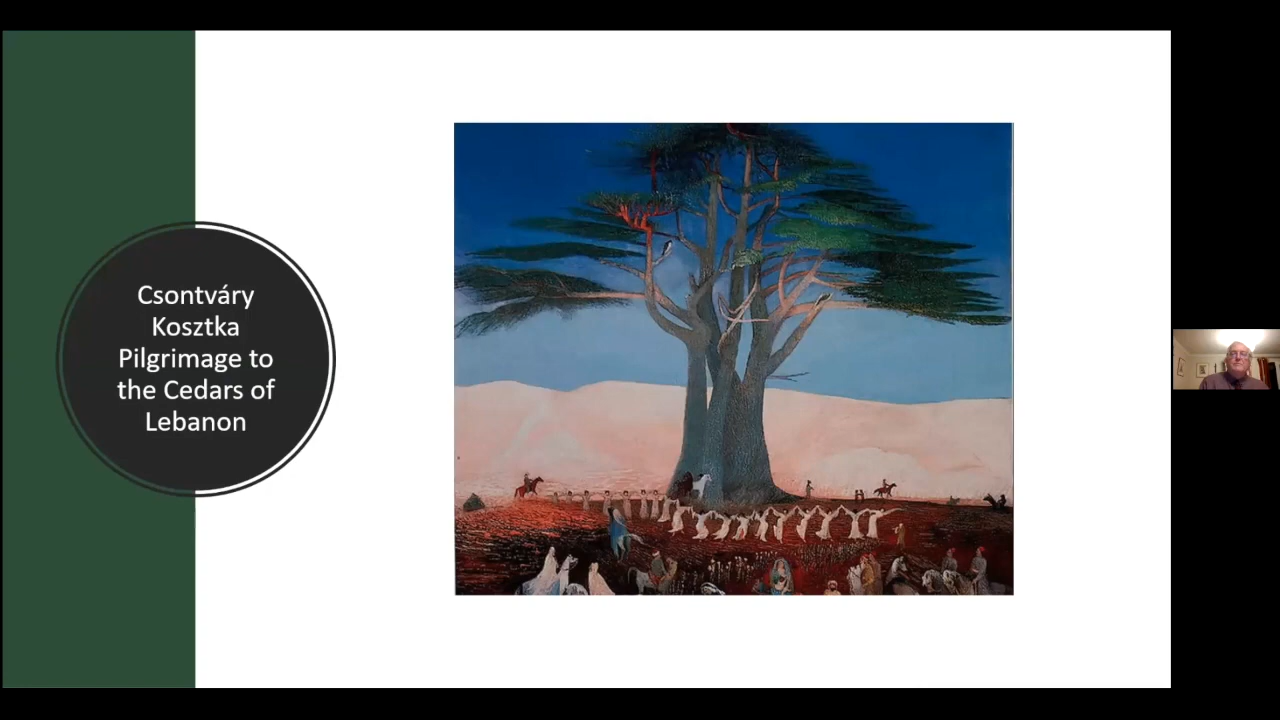 Csontváry
Kosztka
Pilgrimage to
the Cedars of
Lebanon